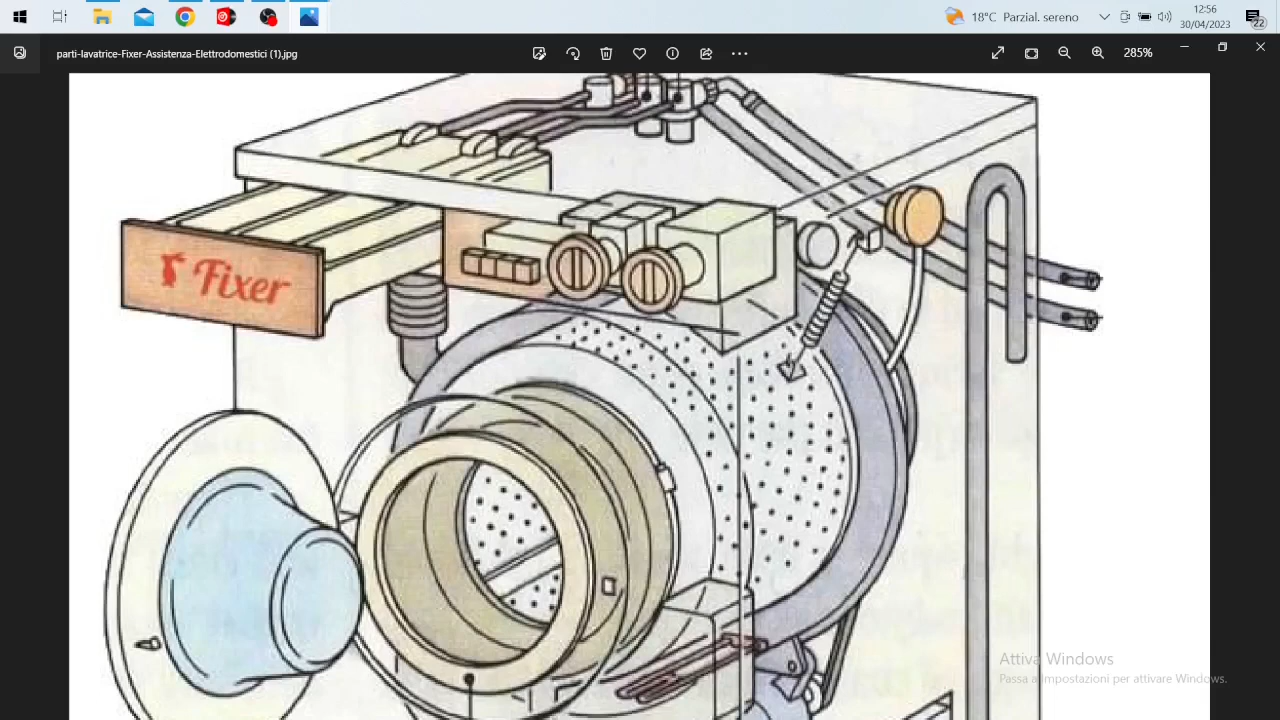 18°C Parzial. sereno
12:56
30/04/2023
22
parti-lavatrice-Fixer-Assistenza-Elettrodomestici (1).jpg
285%
Fixer
Attiva Windows
Passa a Impostazioni per attivare Windows.